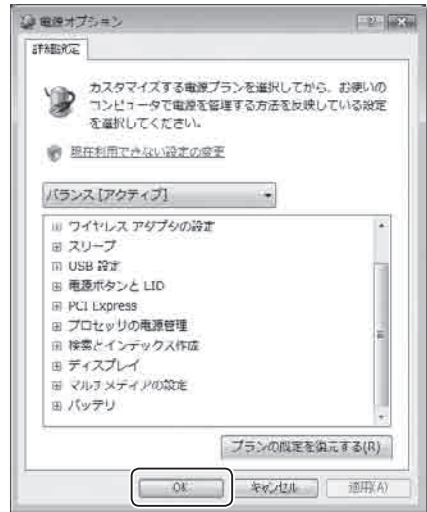 電源オプション
詳細設定
カスタマイズする電源プランを選択してから、お使いの
コンピュータで電源を管理する方法を反映している設定
を選択してください。
現在利用できない設定の変更
バランス [アクティブ]
ワイヤレス アダプタの設定
スリープ
USB 設定
電源ボタンと LID
PCI Express
プロセッサの電源管理
検索とインデックス作成
ディスプレイ
マルチメディアの設定
バッテリ
プランの既定を復元する(R)
OK
キャンセル
適用(A)